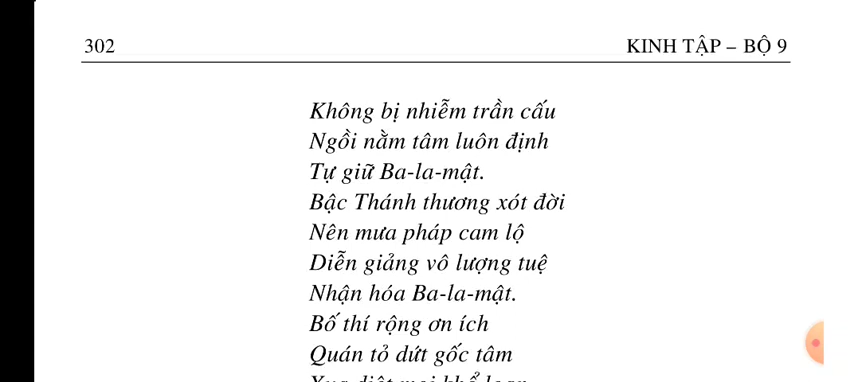 302
KINH TẬP – BỘ 9
Không bị nhiễm trần cấu
Ngồi nằm tâm luôn định
Tự giữ Ba-la-mật.
Bậc Thánh thương xót đời
Nên mưa pháp cam lộ
Diễn giảng vô lượng tuệ
Nhận hóa Ba-la-mật.
Bố thí rộng ơn ích
Quán tỏ dứt gốc tâm